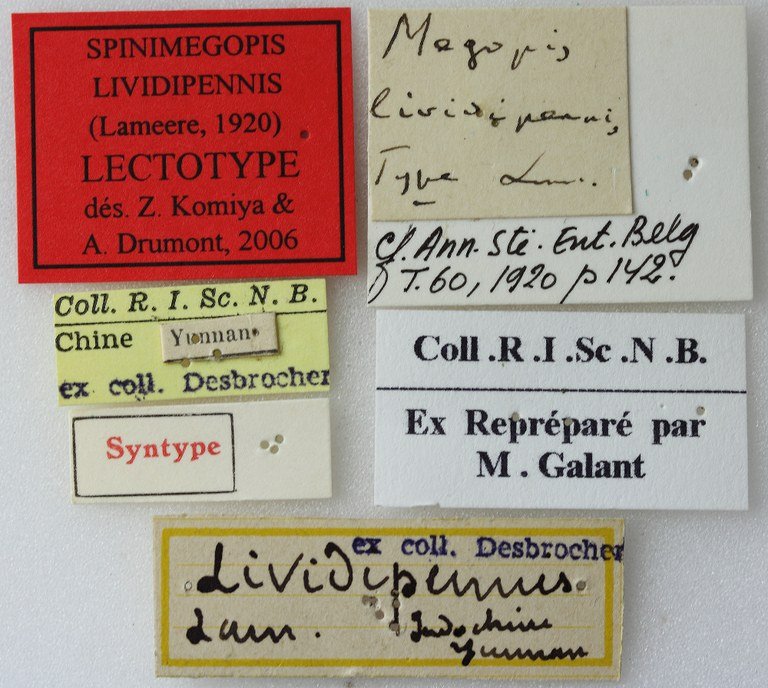 SPINIMEGOPIS
LIVIDIPENNIS
(Lameere, 1920)
LECTOTYPE
dés. Z. Komiya &
A. Drumont, 2006
Megopis
lividipennis
Type Lm.
cf. Ann. Sté. Ent. Belg
T. 60, 1920 p 142.
Coll. R. I. Sc. N. B.
Chine Yunnan
ex coll. Desbrocher
Coll .R .I .Sc .N .B.
Ex Repréparé par
M . Galant
Syntype
ex coll. Desbrocher
Lividipennis
Lam. Indochine
Yunnan